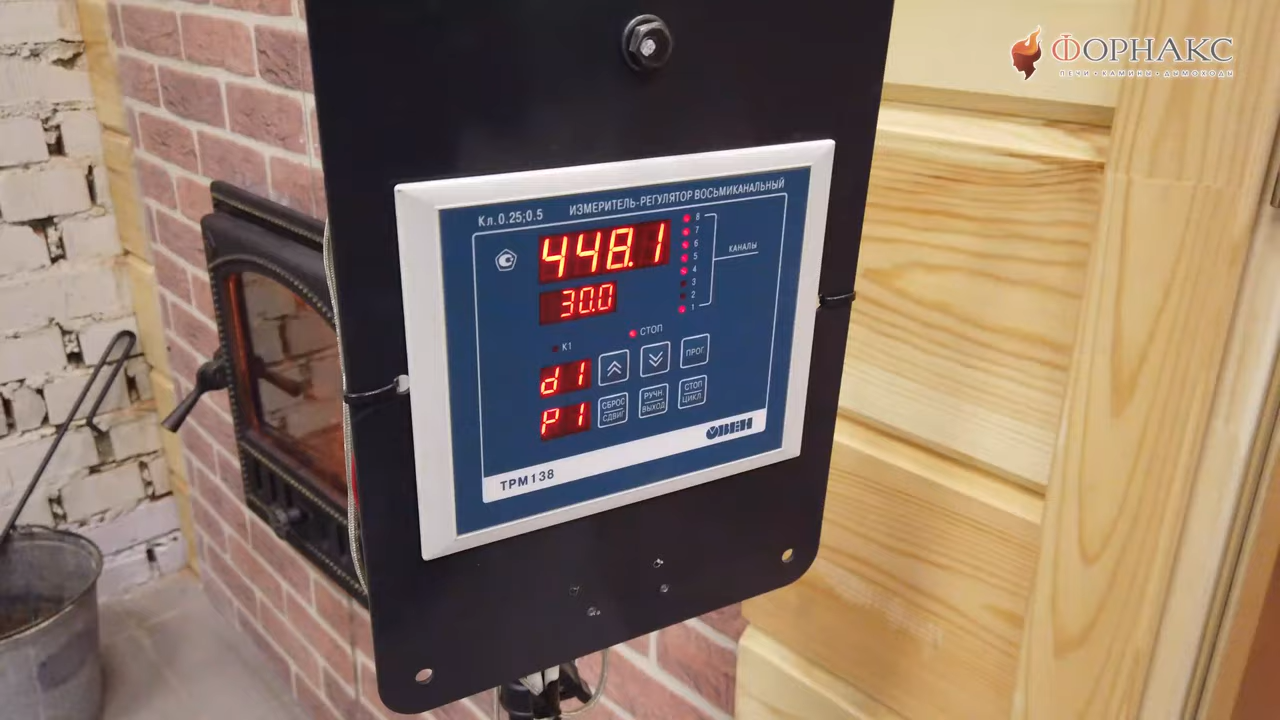 ФОРНАКС
ПЕЧИ • КАМИНЫ • ДЫМОХОДЫ
Кл.0.25;0.5
ИЗМЕРИТЕЛЬ-РЕГУЛЯТОР ВОСЬМИКАНАЛЬНЫЙ
448.1
30.0
8
7
6
5
4
3
2
1
КАНАЛЫ
СТОП
К1
d1
P1
ПРОГ.
СБРОС
СДВИГ
РУЧН.
ВЫХОД
СТОП
ЦИКЛ
ОВЕН
ТРМ138